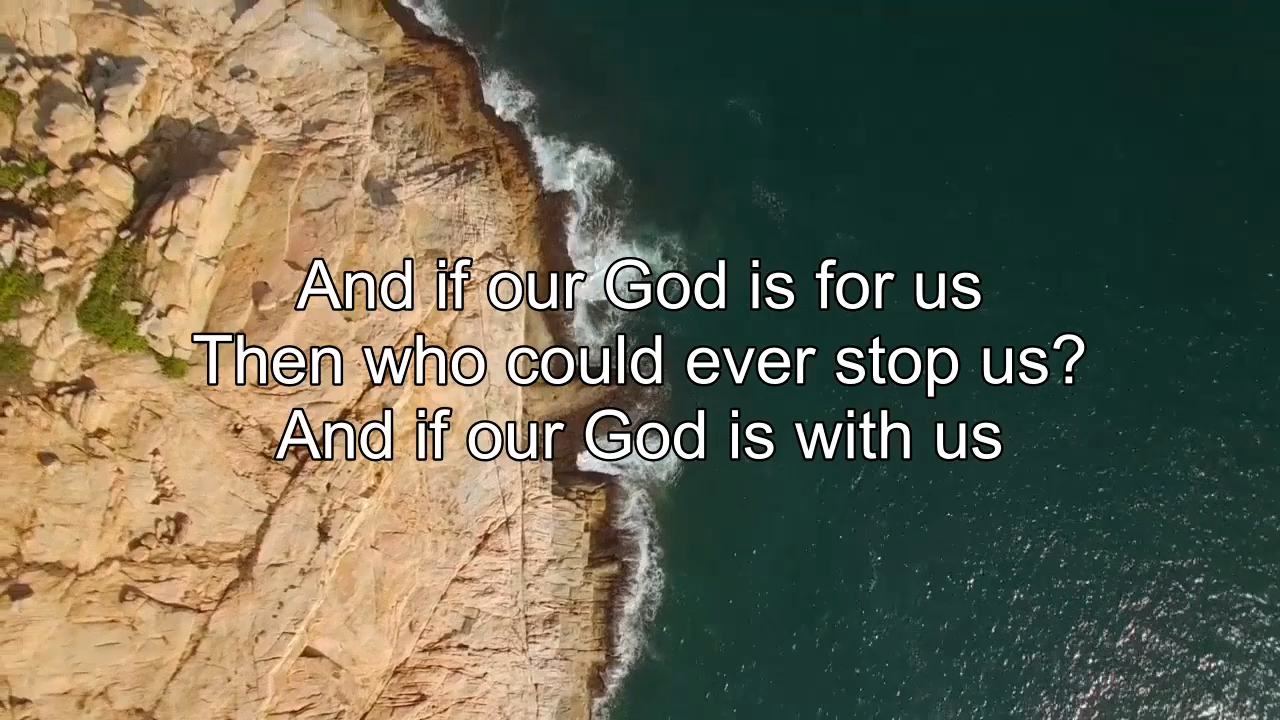 And if our God is for us
Then who could ever stop us?
And if our God is with us